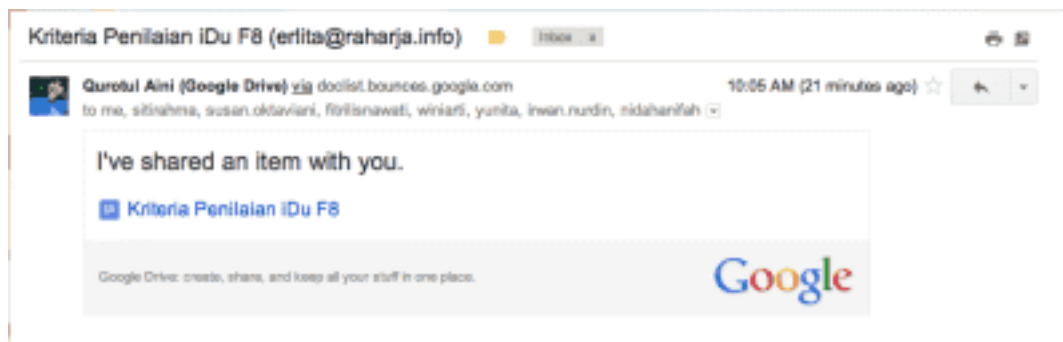 Kriteria Penilaian iDu F8 (erlita@raharja.info) Inbox x
Qurotul Aini (Google Drive) via doclist.bounces.google.com 10:05 AM (21 minutes ago)
to me, sitirahma, susan.oktaviani, fitriisnawati, winiarti, yunita, irwan.nurdin, nidahanifah
I've shared an item with you.
Kriteria Penilaian iDu F8
Google Drive: create, share, and keep all your stuff in one place.
Google